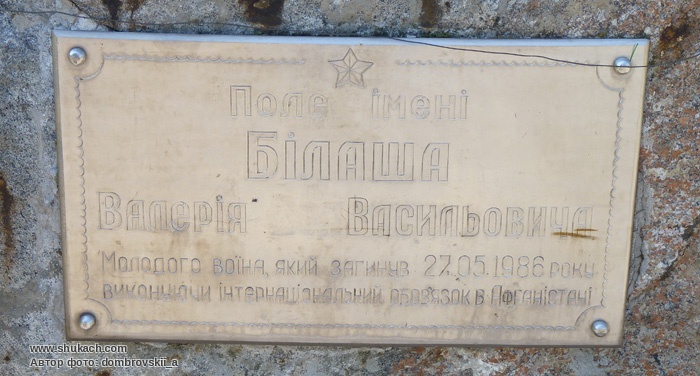 Поле імені
Білаша
Валерія Васильовича
Молодого воїна, який загинув 27.05.1986 року
виконуючи інтернаціональний обов'язок в Афганістані
www.shukach.com
Автор фото: dombrovskii_a